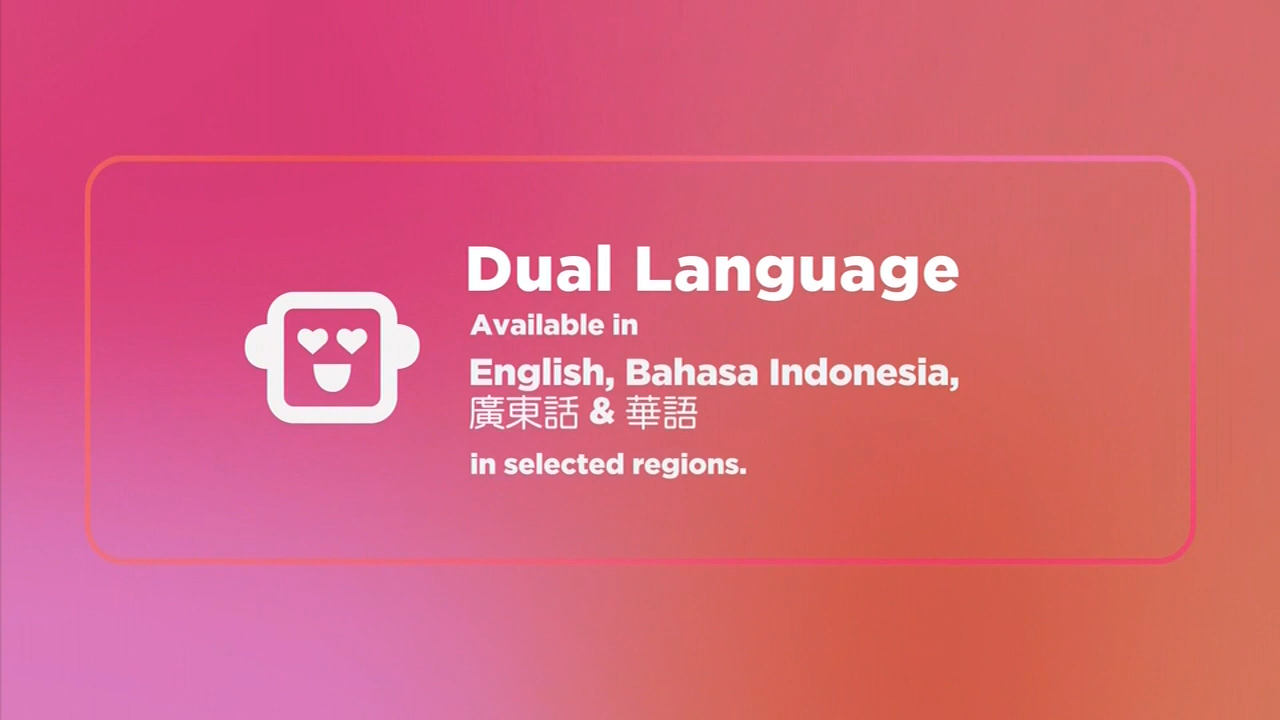 Dual Language
Available in
English, Bahasa Indonesia,
廣東話 & 華語
in selected regions.